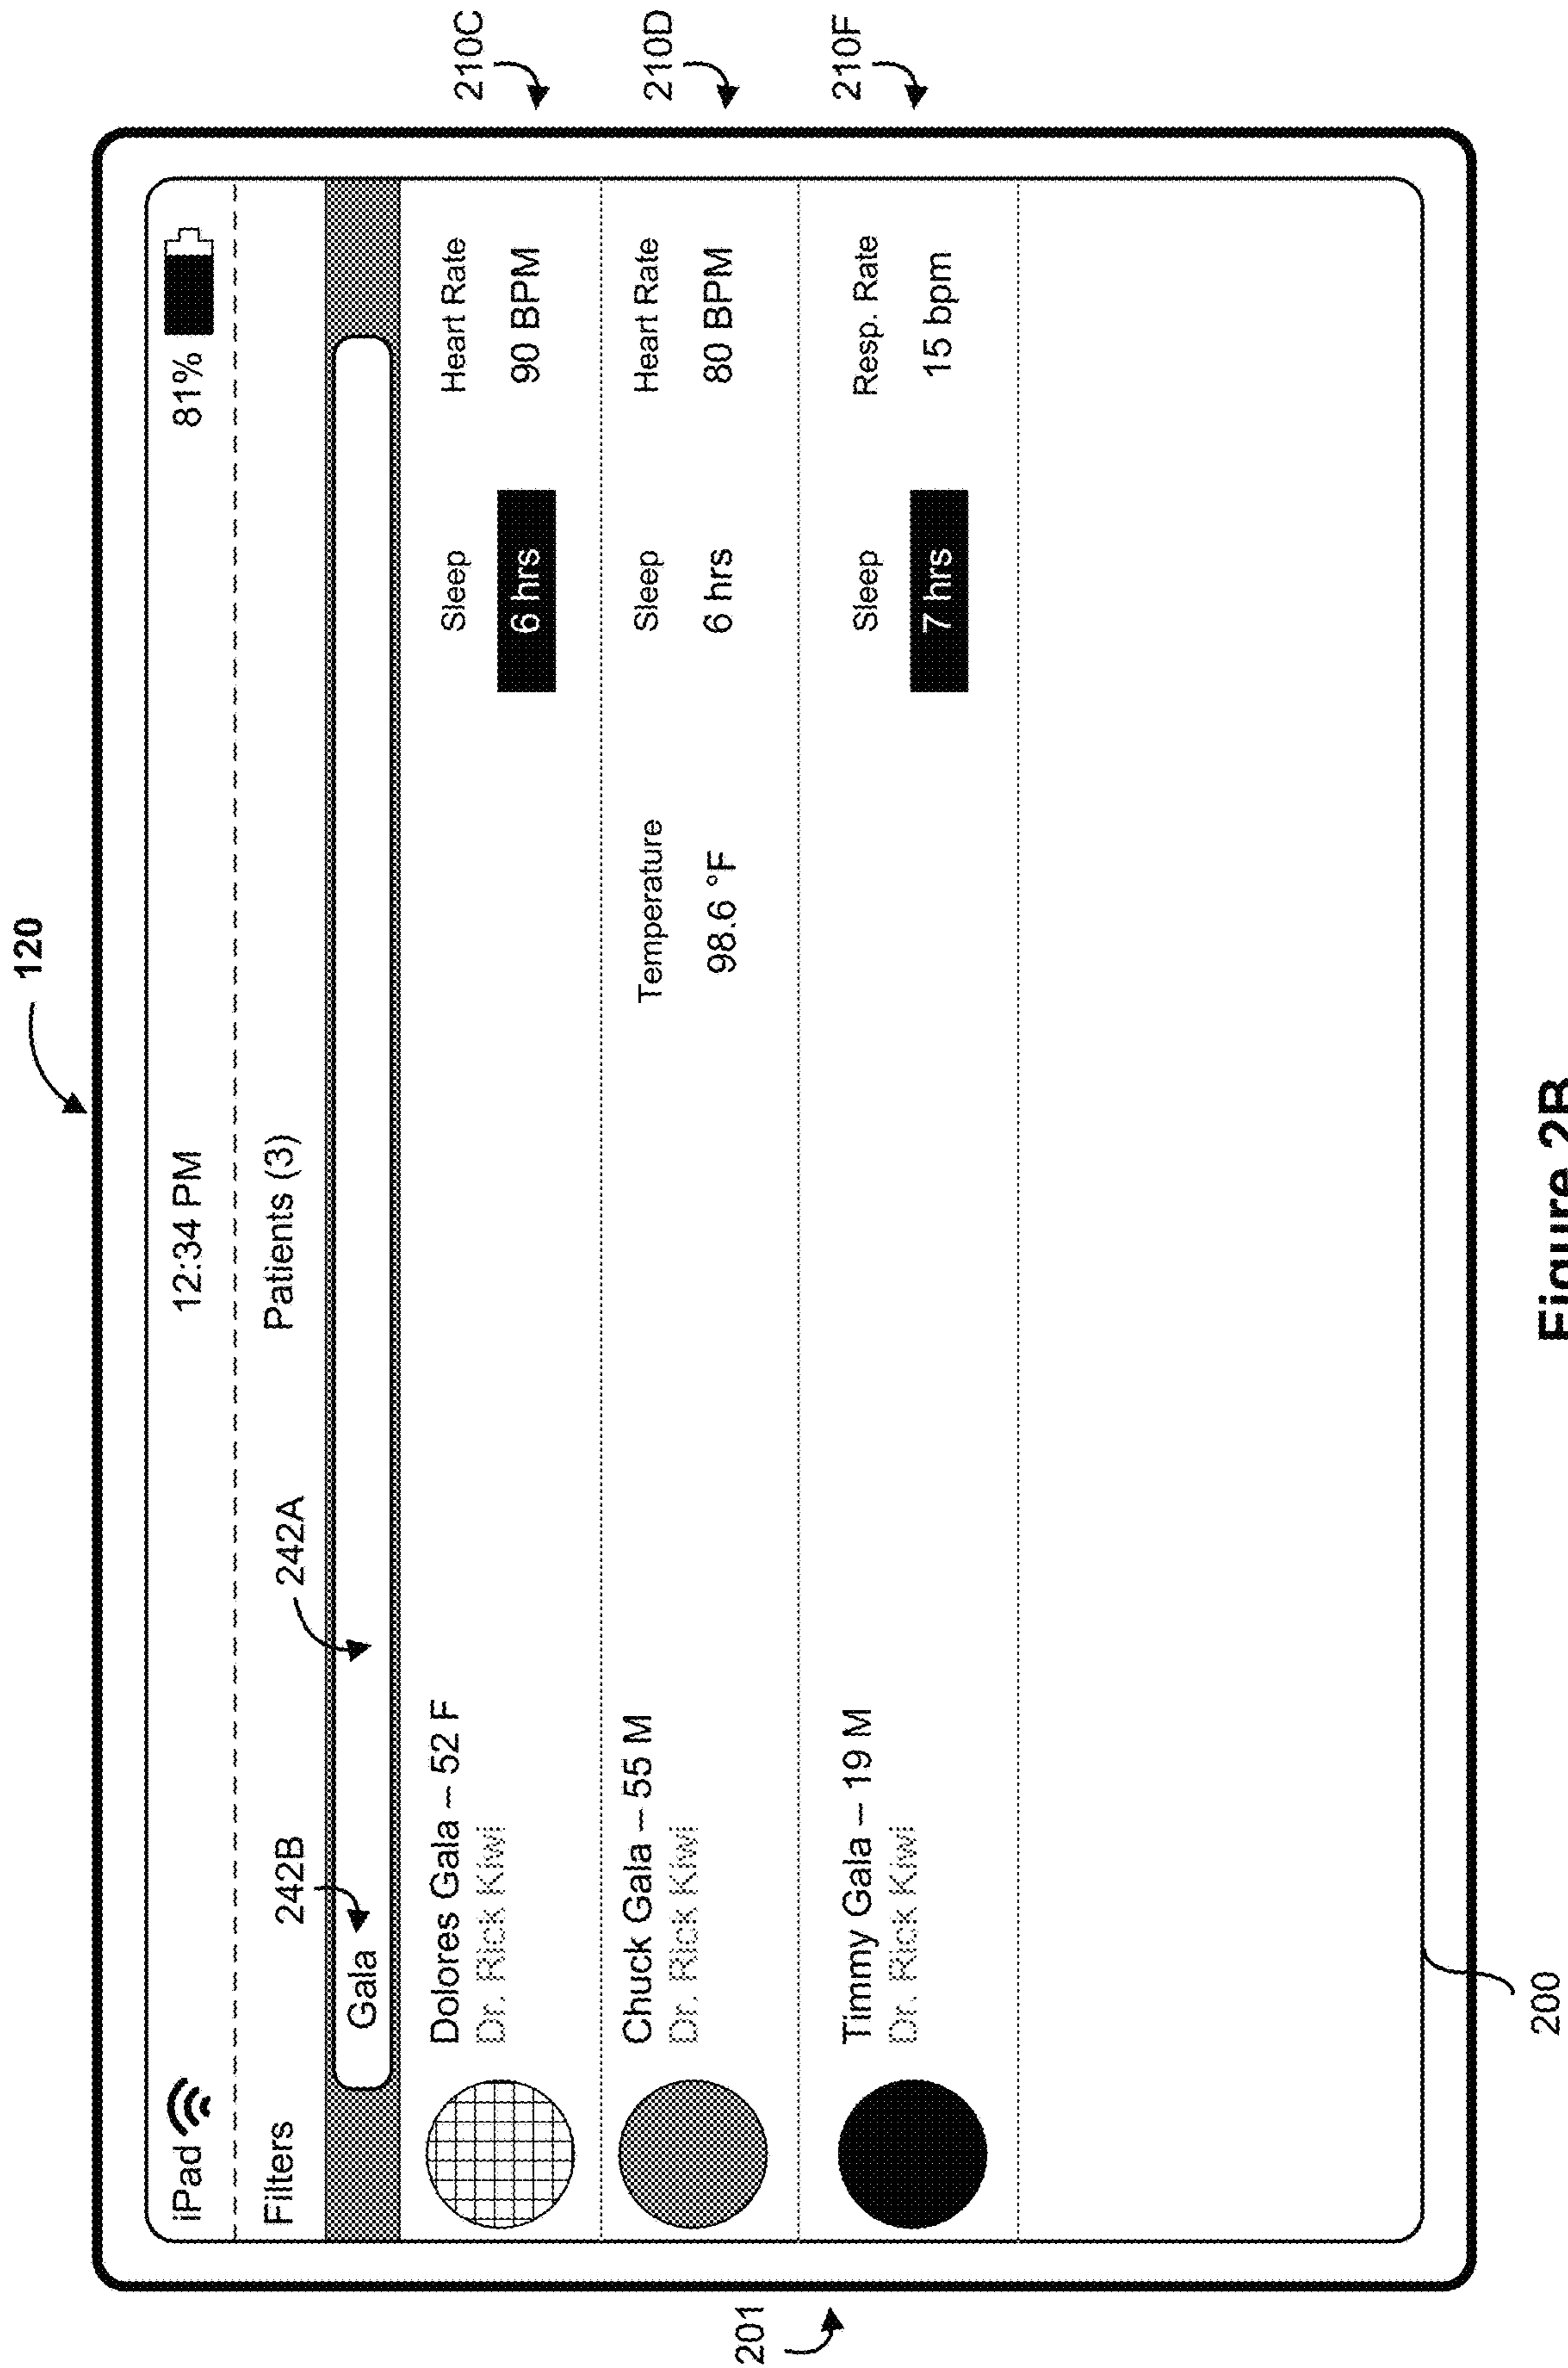 120
iPad 12:34 PM 81%
Filters Patients (3)
242B 242A
Gala
Dolores Gala – 52 F Sleep Heart Rate 210C
Dr. Rick Kiwi 6 hrs 90 BPM
Chuck Gala – 55 M Temperature Sleep Heart Rate 210D
Dr. Rick Kiwi 98.6 °F 6 hrs 80 BPM
Timmy Gala – 19 M Sleep Resp. Rate 210F
Dr. Rick Kiwi 7 hrs 15 bpm
201
200
Figure 2B